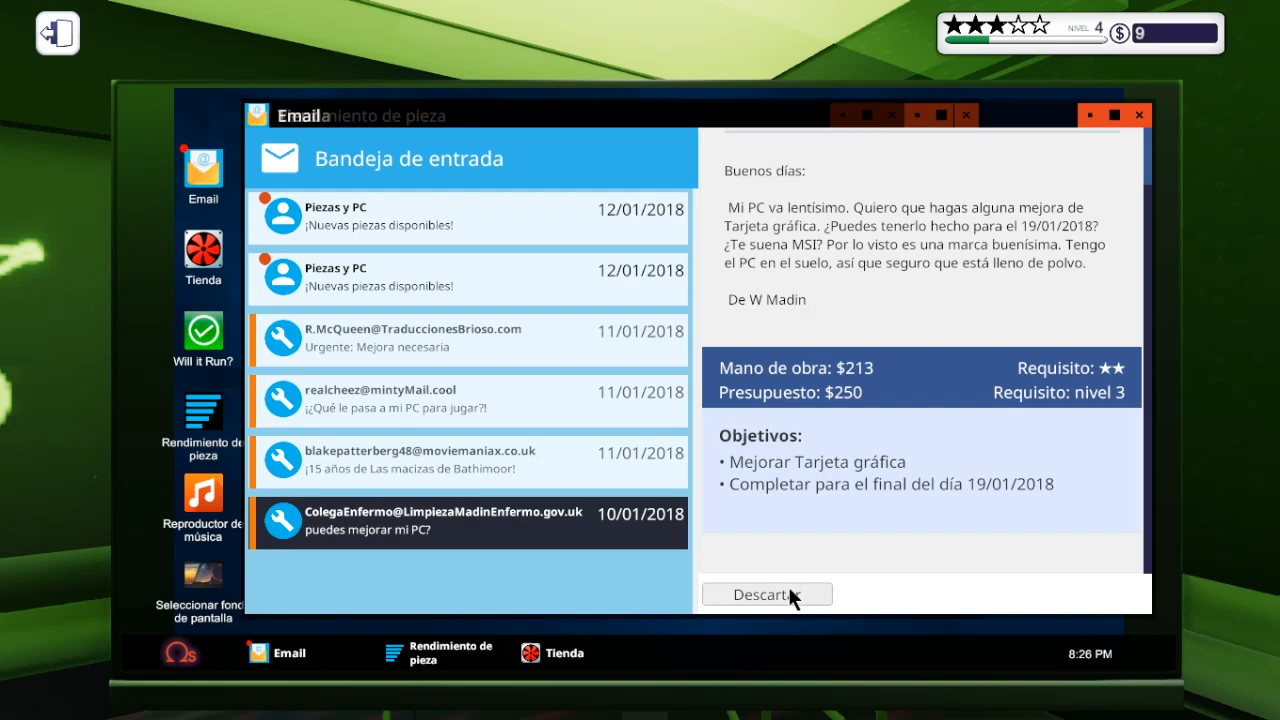 NIVEL 4
$ 9
Email
Rendimiento de pieza
Bandeja de entrada
Email
Tienda
Will it Run?
Rendimiento de
pieza
Reproductor de
música
Seleccionar fond
de pantalla
Piezas y PC
12/01/2018
¡Nuevas piezas disponibles!
Piezas y PC
12/01/2018
¡Nuevas piezas disponibles!
R.McQueen@TraduccionesBrioso.com
11/01/2018
Urgente: Mejora necesaria
realcheez@mintyMail.cool
11/01/2018
¡¿Qué le pasa a mi PC para jugar?!
blakepatterberg48@moviemaniax.co.uk
11/01/2018
¡15 años de Las macizas de Bathimoor!
ColegaEnfermo@LimpiezaMadinEnfermo.gov.uk
10/01/2018
puedes mejorar mi PC?
Buenos días:
Mi PC va lentísimo. Quiero que hagas alguna mejora de
Tarjeta gráfica. ¿Puedes tenerlo hecho para el 19/01/2018?
¿Te suena MSI? Por lo visto es una marca buenísima. Tengo
el PC en el suelo, así que seguro que está lleno de polvo.
De W Madin
Mano de obra: $213
Requisito: ★★
Presupuesto: $250
Requisito: nivel 3
Objetivos:
• Mejorar Tarjeta gráfica
• Completar para el final del día 19/01/2018
Descartar
Ωs
Email
Rendimiento de
pieza
Tienda
8:26 PM